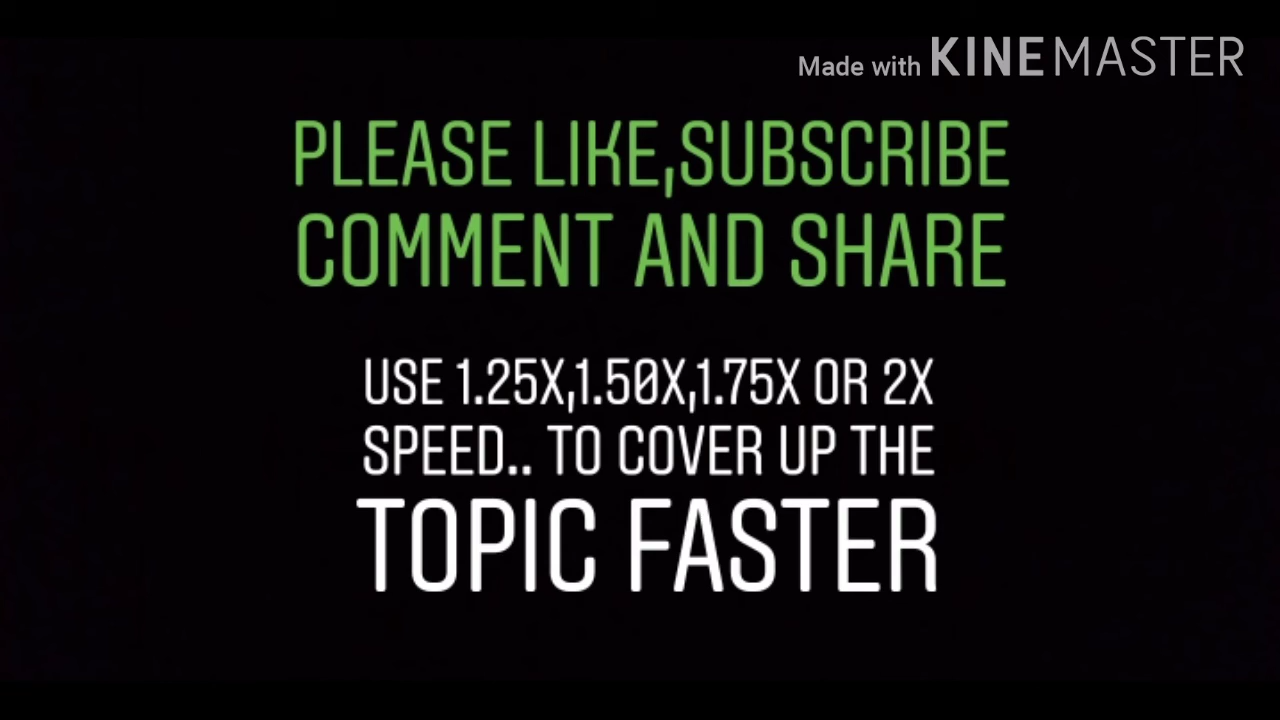 Made with KINEMASTER
PLEASE LIKE,SUBSCRIBE
COMMENT AND SHARE
USE 1.25X,1.50X,1.75X OR 2X
SPEED.. TO COVER UP THE
TOPIC FASTER